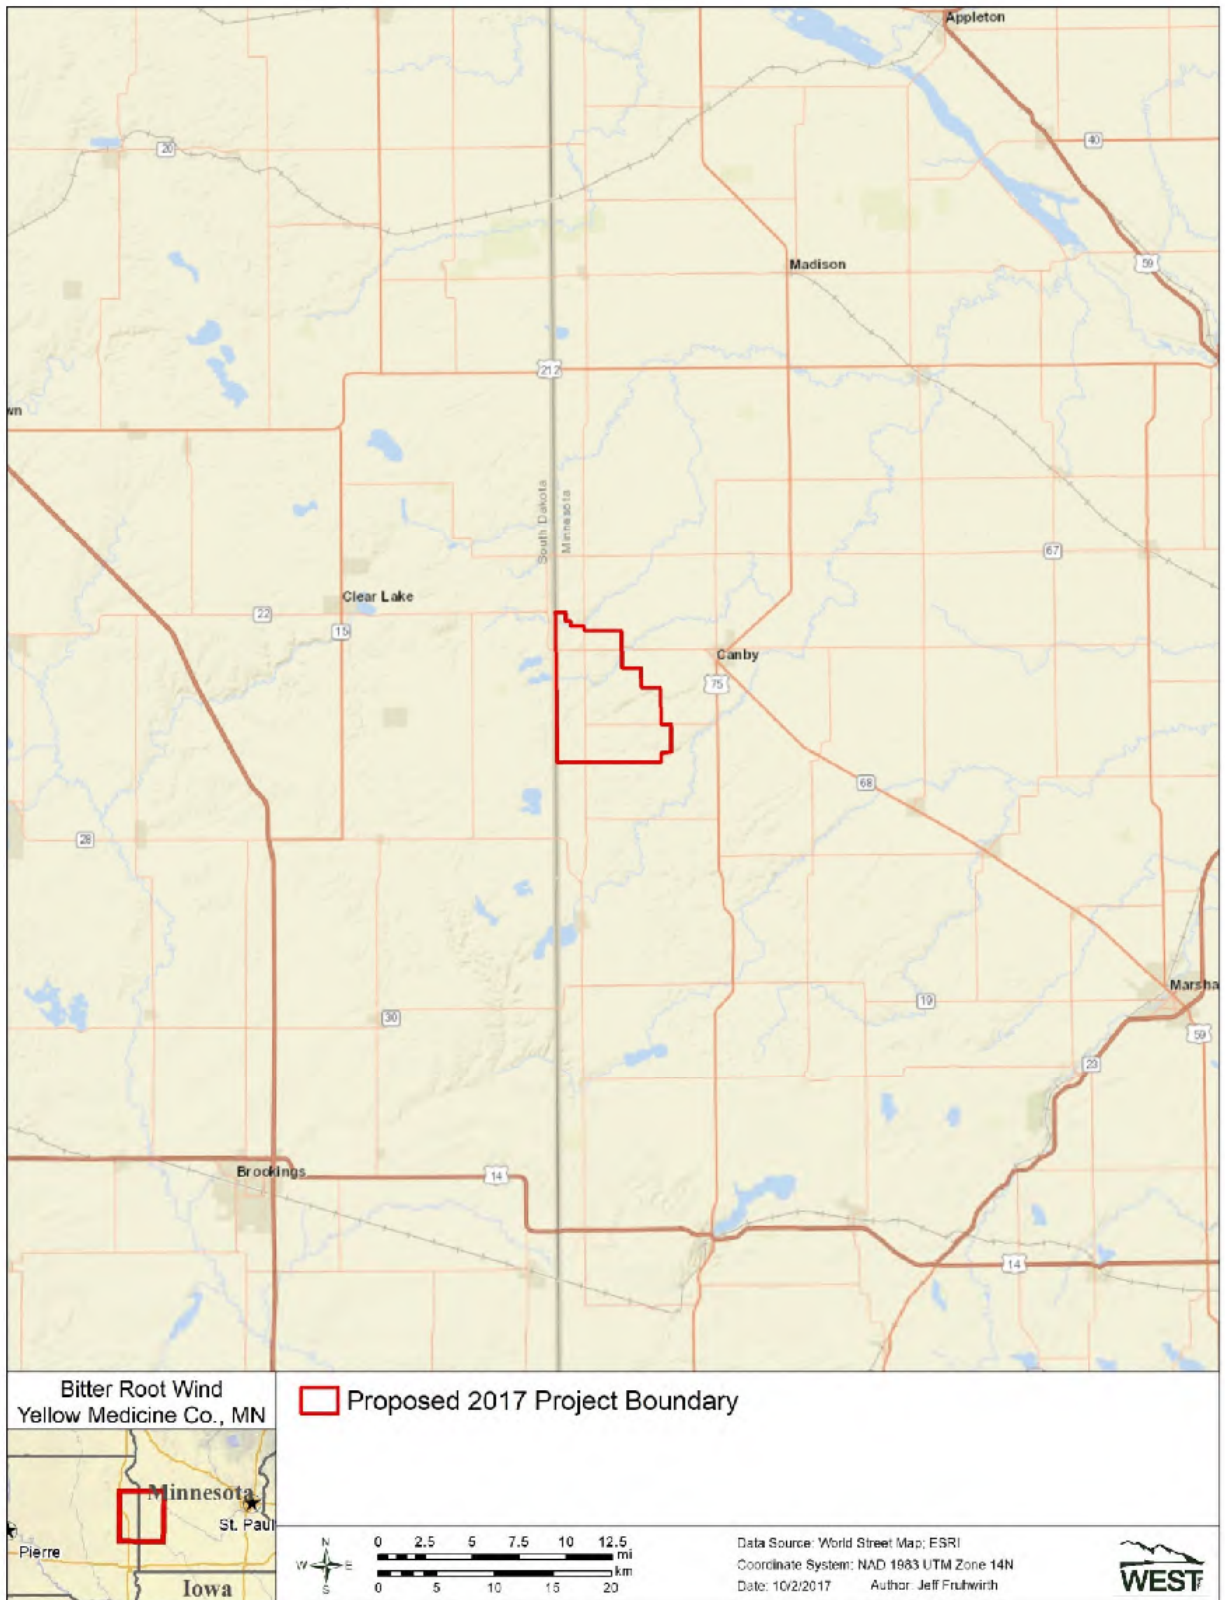 Appleton
20
40
Madison
59
212
wn
South Dakota
Minnesota
67
Clear Lake
22
15
Canby
75
68
28
Marsha
19
30
59
23
Brookings
14
14
Bitter Root Wind
Yellow Medicine Co., MN
Proposed 2017 Project Boundary
Minnesota
St. Paul
Pierre
Iowa
N
W E
S
0 2.5 5 7.5 10 12.5
mi
km
0 5 10 15 20
Data Source: World Street Map; ESRI
Coordinate System: NAD 1983 UTM Zone 14N
Date: 10/2/2017 Author: Jeff Fruhwirth
WEST